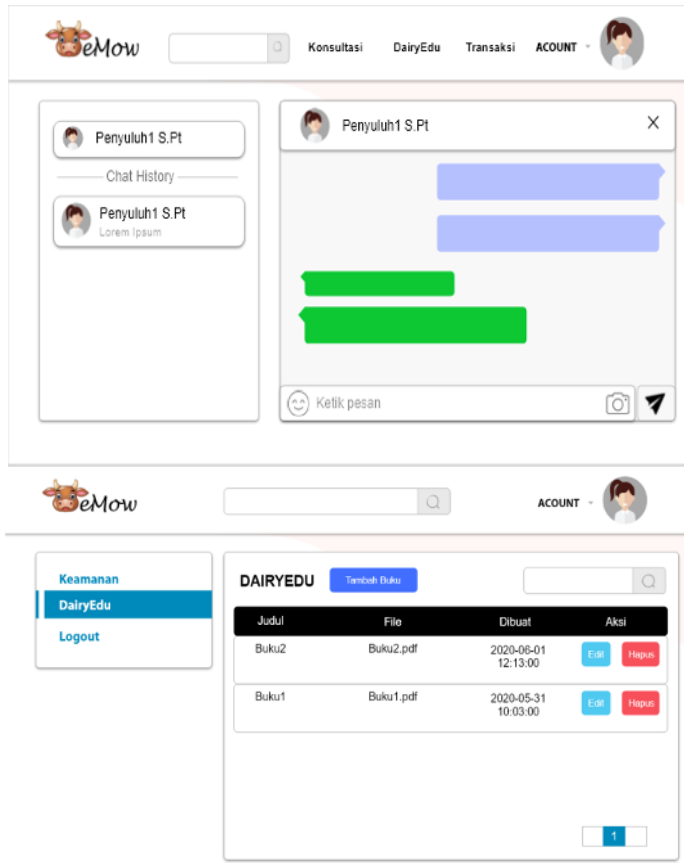 eMow
Konsultasi
DairyEdu
Transaksi
ACOUNT
Penyuluh1 S.Pt
Chat History
Penyuluh1 S.Pt
Lorem Ipsum
Penyuluh1 S.Pt
X
Ketik pesan
eMow
ACOUNT
Keamanan
DairyEdu
Logout
DAIRYEDU
Tambah Buku
Judul File Dibuat Aksi
Buku2 Buku2.pdf 2020-06-01 Edit Hapus
12:13:00
Buku1 Buku1.pdf 2020-05-31 Edit Hapus
10:03:00
1